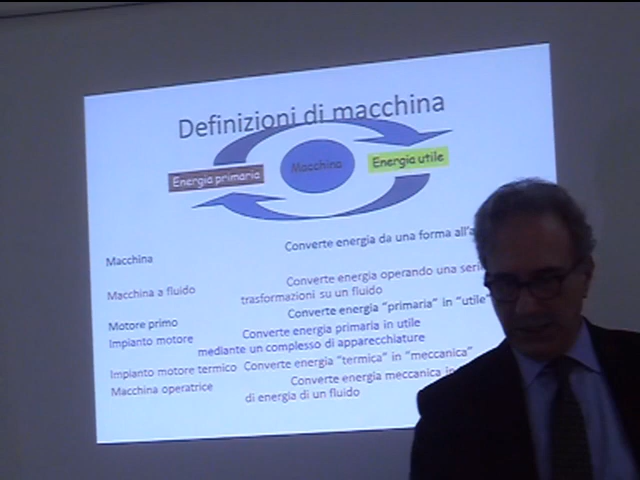 Definizioni di macchina
Energia primaria
Macchina
Energia utile
Macchina
Converte energia da una forma all'a
Macchina a fluido
Converte energia operando una seri
trasformazioni su un fluido
Motore primo
Converte energia "primaria" in "utile"
Impianto motore
Converte energia primaria in utile
mediante un complesso di apparecchiature
Impianto motore termico
Converte energia "termica" in "meccanica"
Macchina operatrice
Converte energia meccanica in
di energia di un fluido